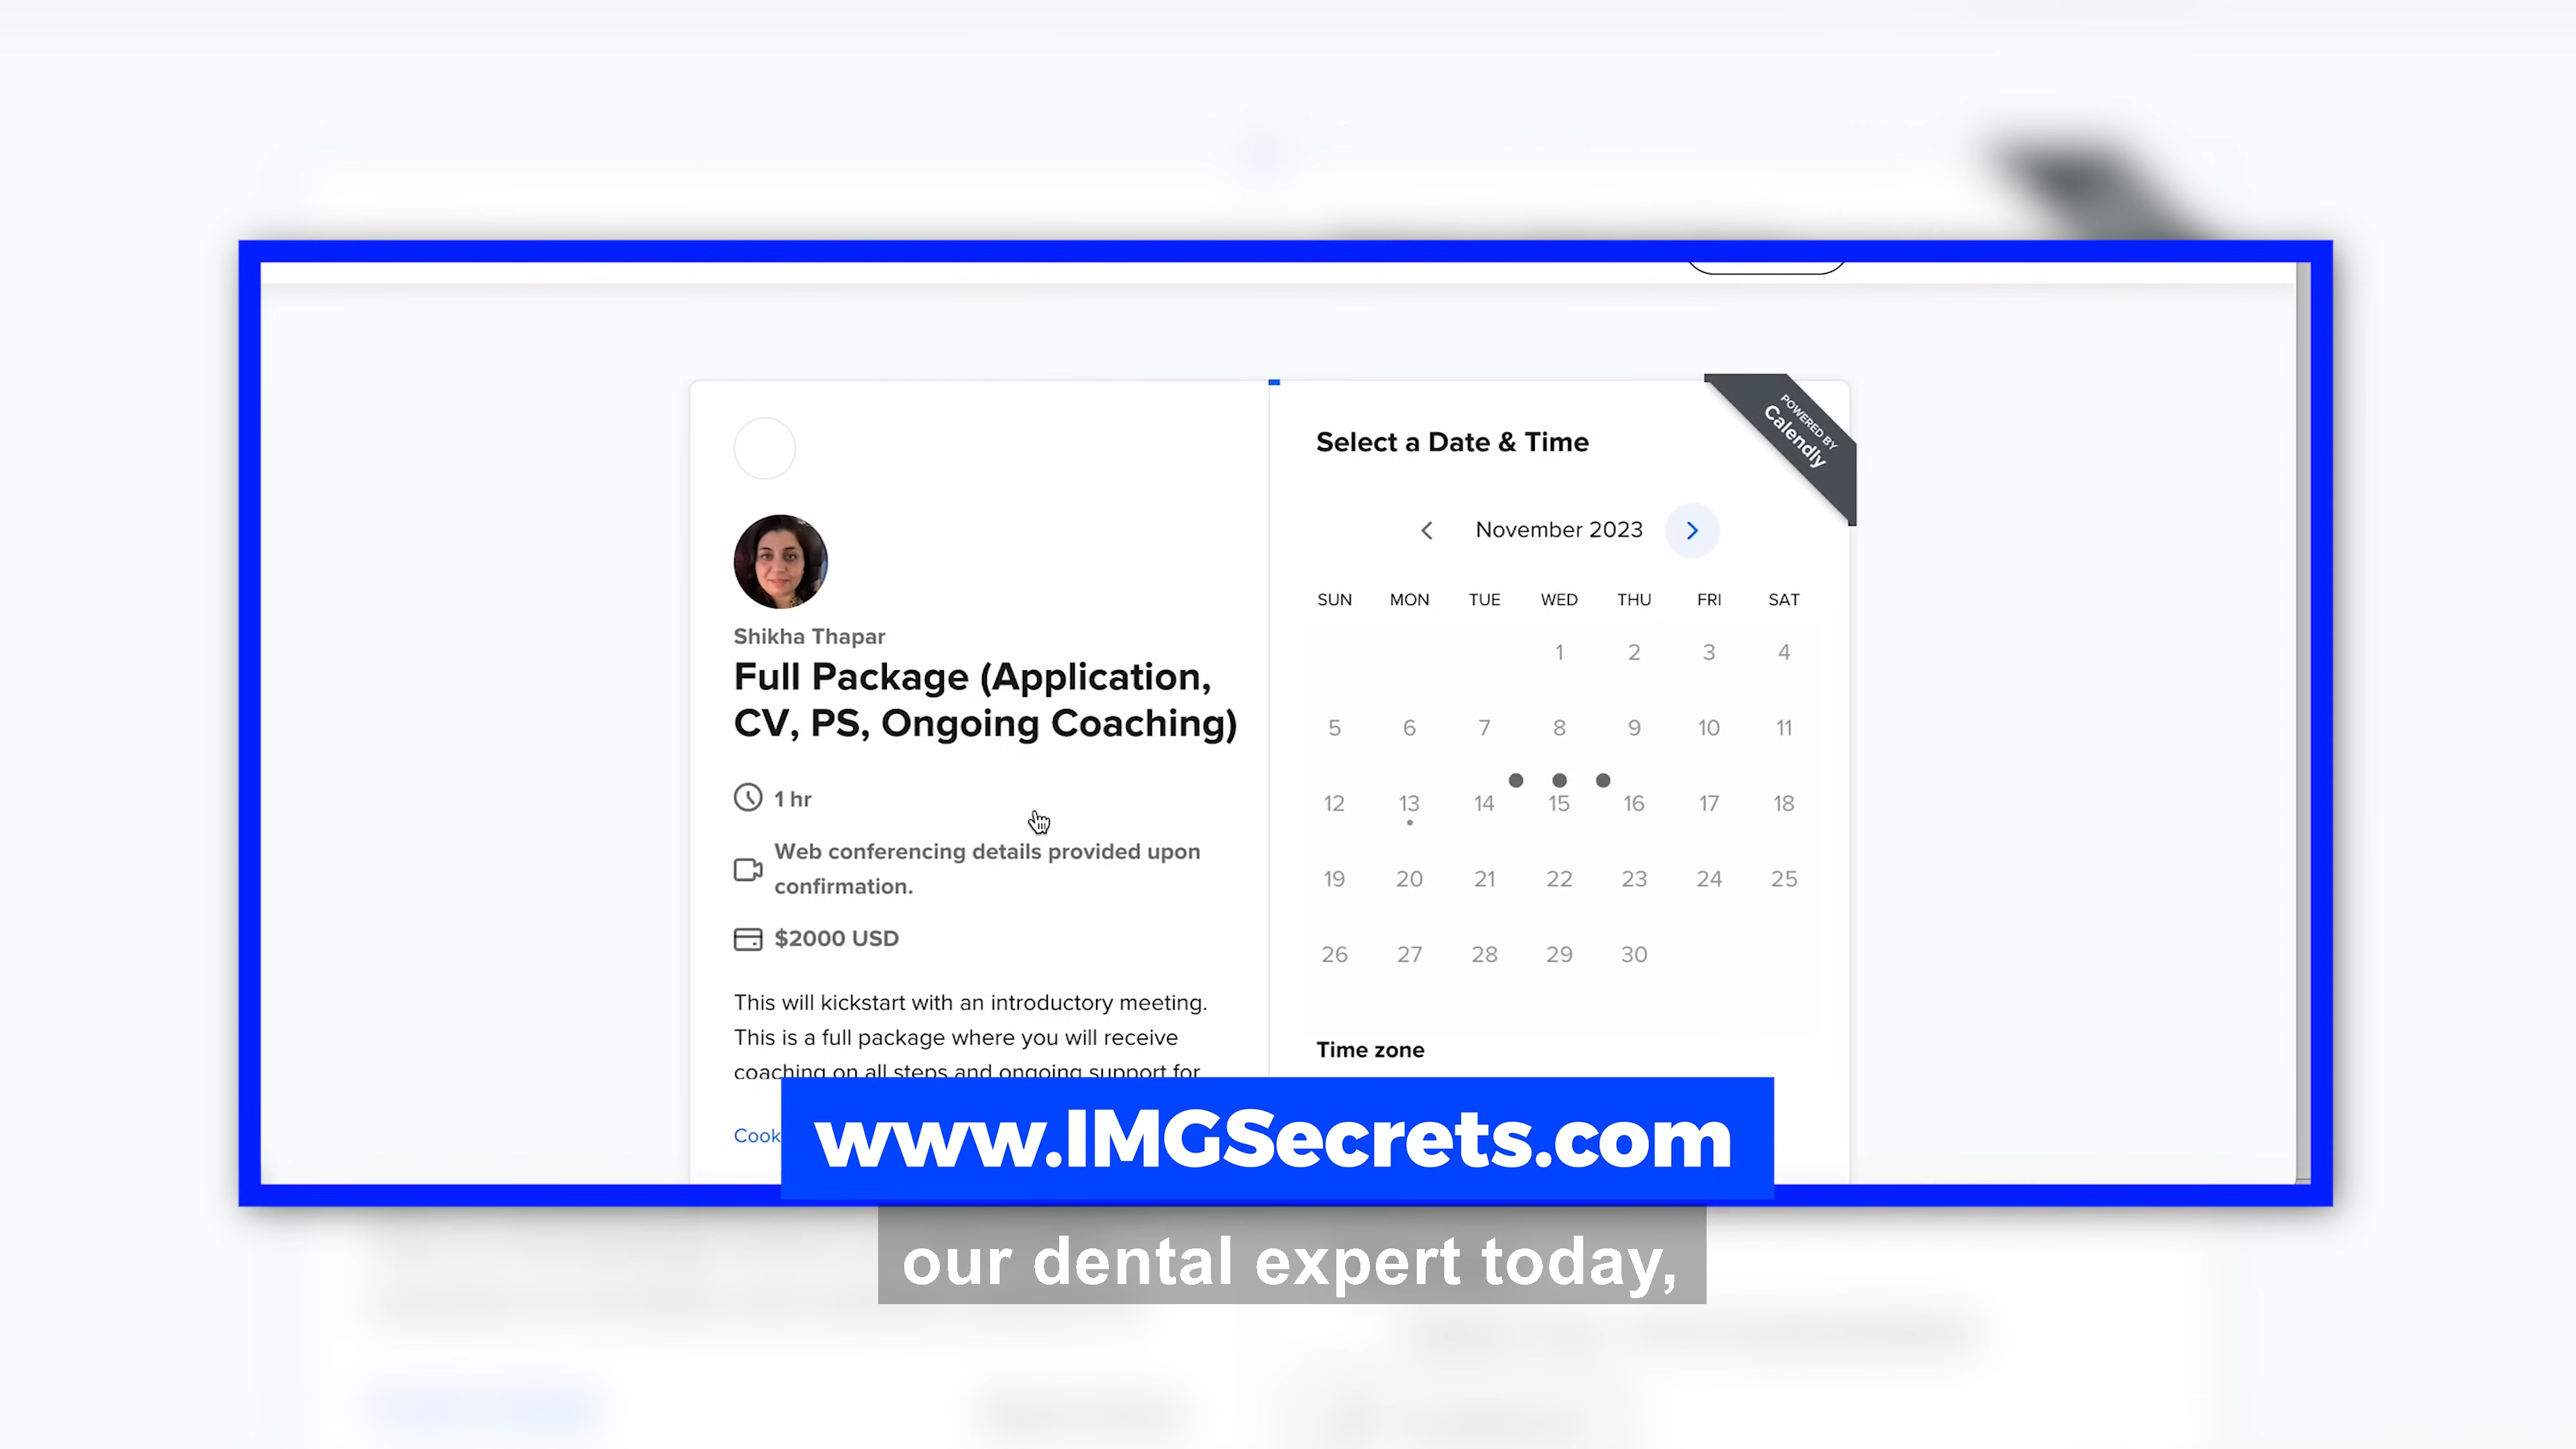 POWERED BY
Calendly
Shikha Thapar
Full Package (Application,
CV, PS, Ongoing Coaching)
1 hr
Web conferencing details provided upon
confirmation.
$2000 USD
This will kickstart with an introductory meeting.
This is a full package where you will receive
coaching on all steps and ongoing support for
Cook
Select a Date & Time
November 2023
SUN MON TUE WED THU FRI SAT
1 2 3 4
5 6 7 8 9 10 11
12 13 14 15 16 17 18
19 20 21 22 23 24 25
26 27 28 29 30
Time zone
www.IMGSecrets.com
our dental expert today,